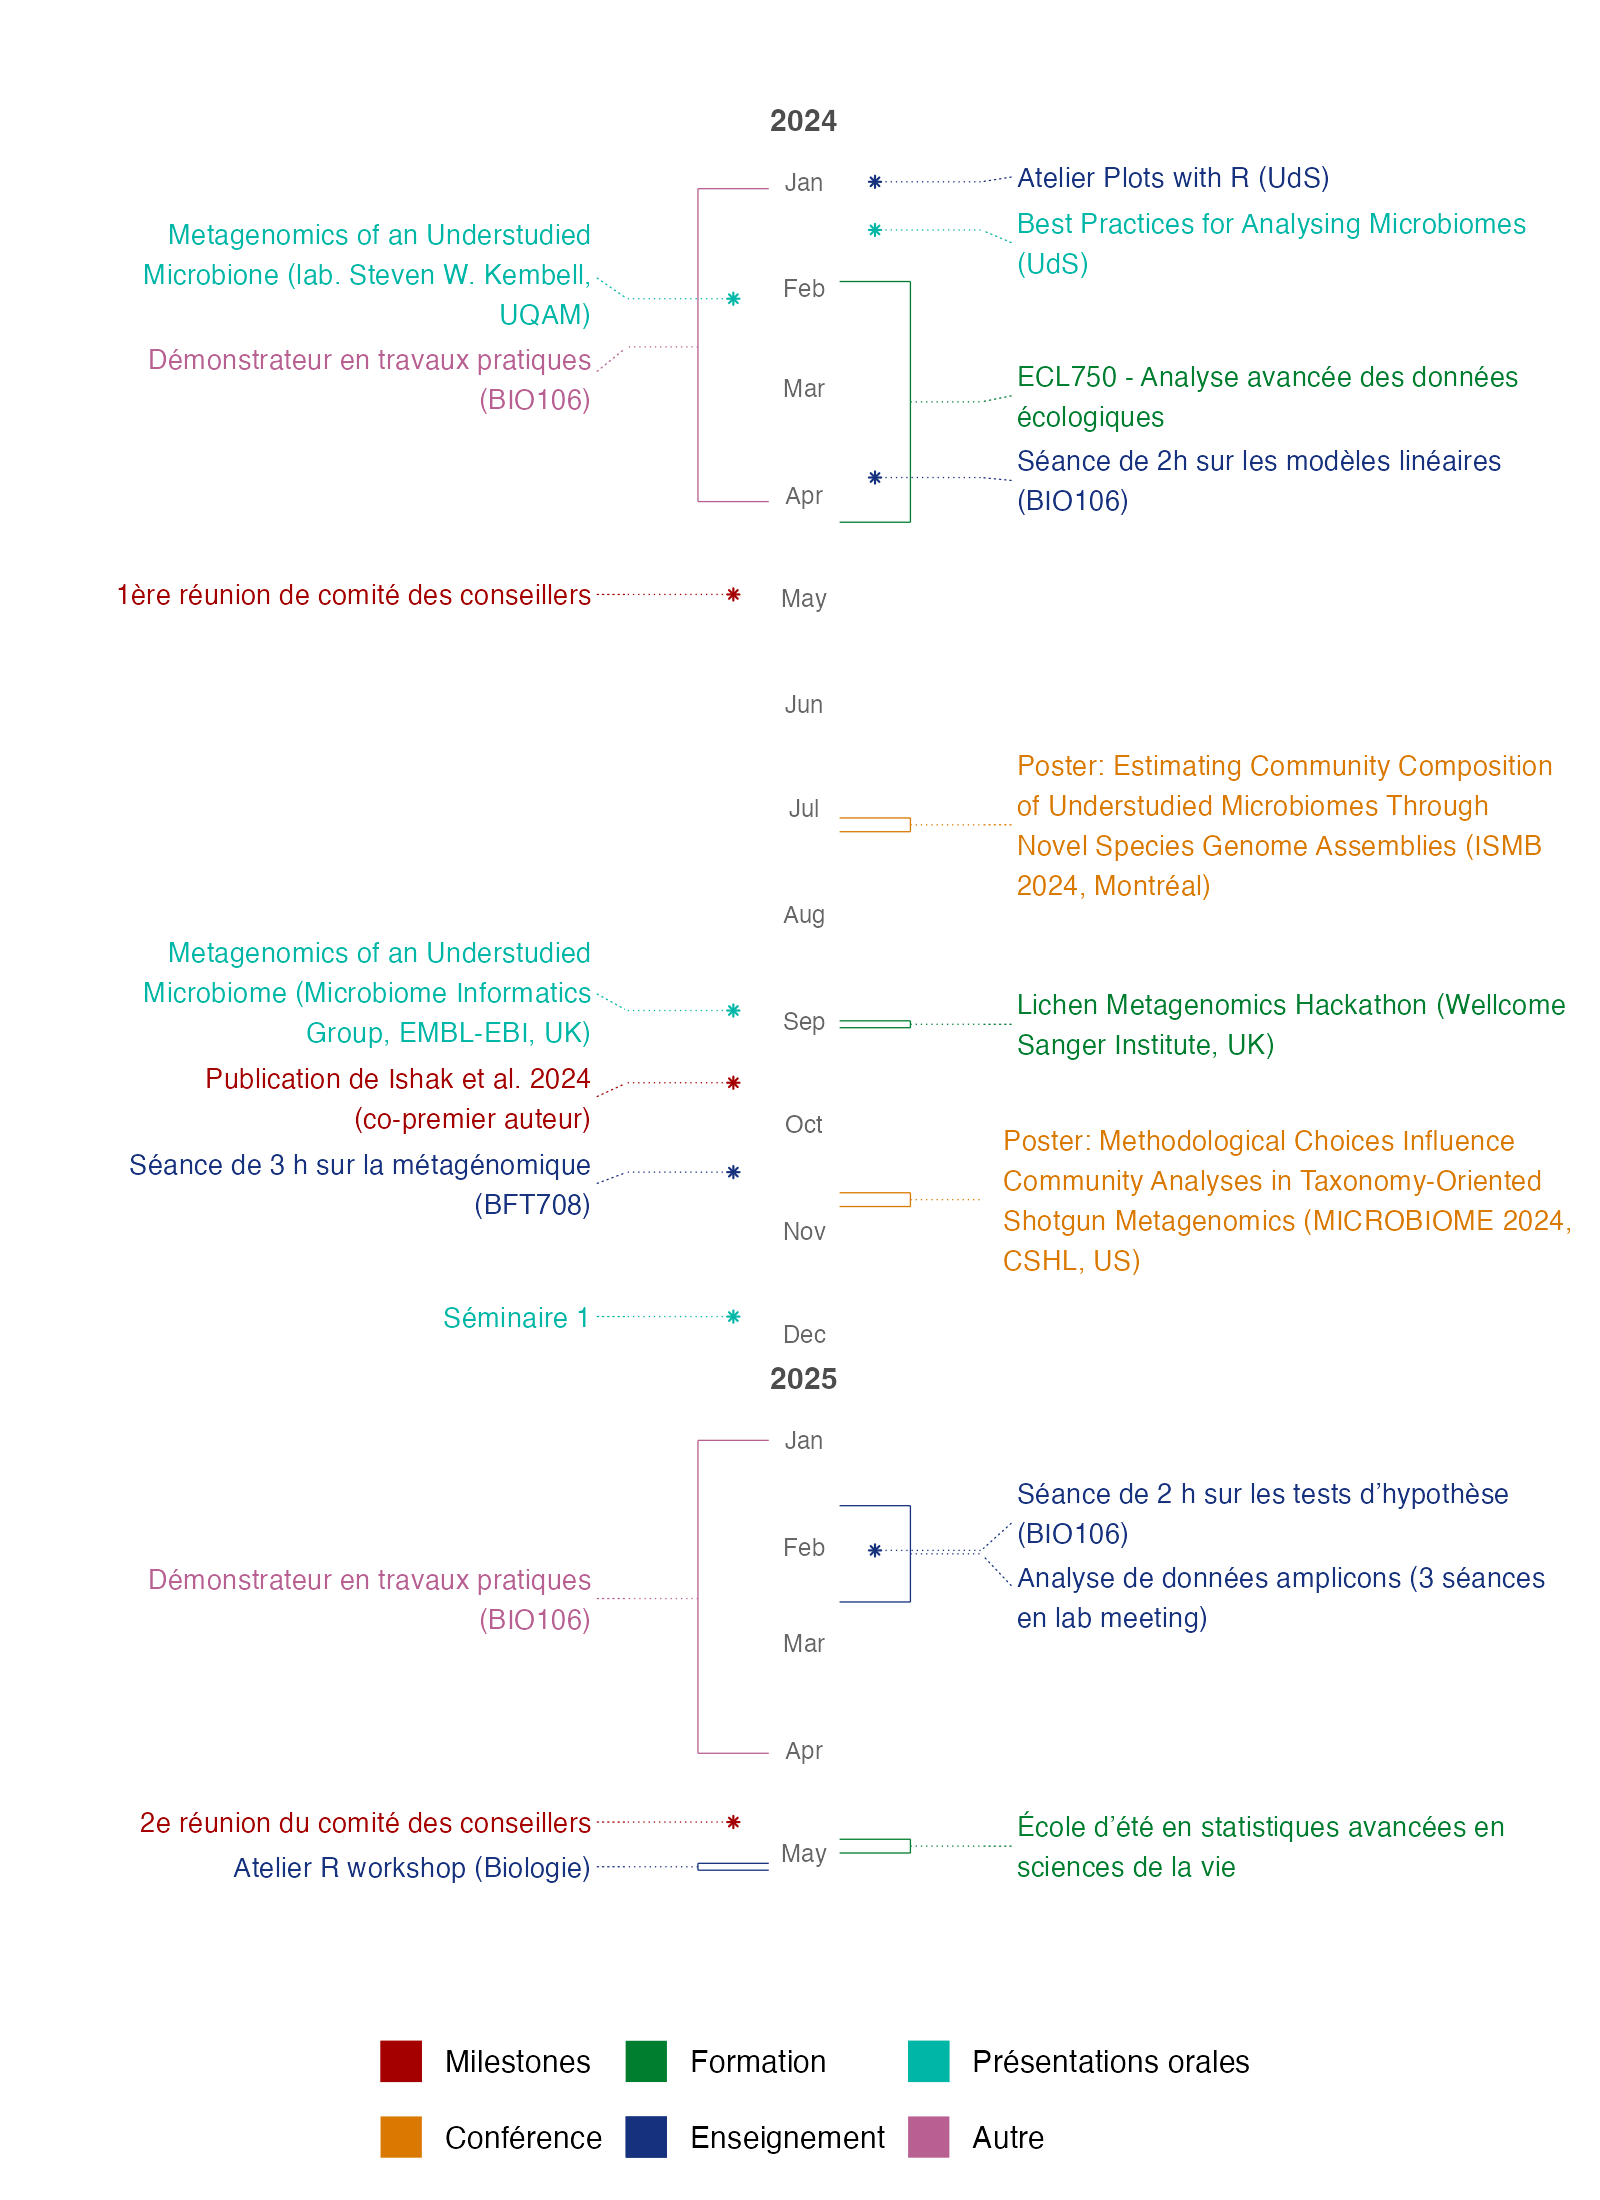 2024
Jan
Feb
Mar
Apr
May
Jun
Jul
Aug
Sep
Oct
Nov
Dec
2025
Jan
Feb
Mar
Apr
May
Metagenomics of an Understudied
Microbione (lab. Steven W. Kembell,
UQAM)
Démonstrateur en travaux pratiques
(BIO106)
1ère réunion de comité des conseillers
Metagenomics of an Understudied
Microbiome (Microbiome Informatics
Group, EMBL-EBI, UK)
Publication de Ishak et al. 2024
(co-premier auteur)
Séance de 3 h sur la métagénomique
(BFT708)
Séminaire 1
Démonstrateur en travaux pratiques
(BIO106)
2e réunion du comité des conseillers
Atelier R workshop (Biologie)
Atelier Plots with R (UdS)
Best Practices for Analysing Microbiomes
(UdS)
ECL750 - Analyse avancée des données
écologiques
Séance de 2h sur les modèles linéaires
(BIO106)
Poster: Estimating Community Composition
of Understudied Microbiomes Through
Novel Species Genome Assemblies (ISMB
2024, Montréal)
Lichen Metagenomics Hackathon (Wellcome
Sanger Institute, UK)
Poster: Methodological Choices Influence
Community Analyses in Taxonomy-Oriented
Shotgun Metagenomics (MICROBIOME 2024,
CSHL, US)
Séance de 2 h sur les tests d'hypothèse
(BIO106)
Analyse de données amplicons (3 séances
en lab meeting)
École d'été en statistiques avancées en
sciences de la vie
Milestones
Formation
Présentations orales
Conférence
Enseignement
Autre